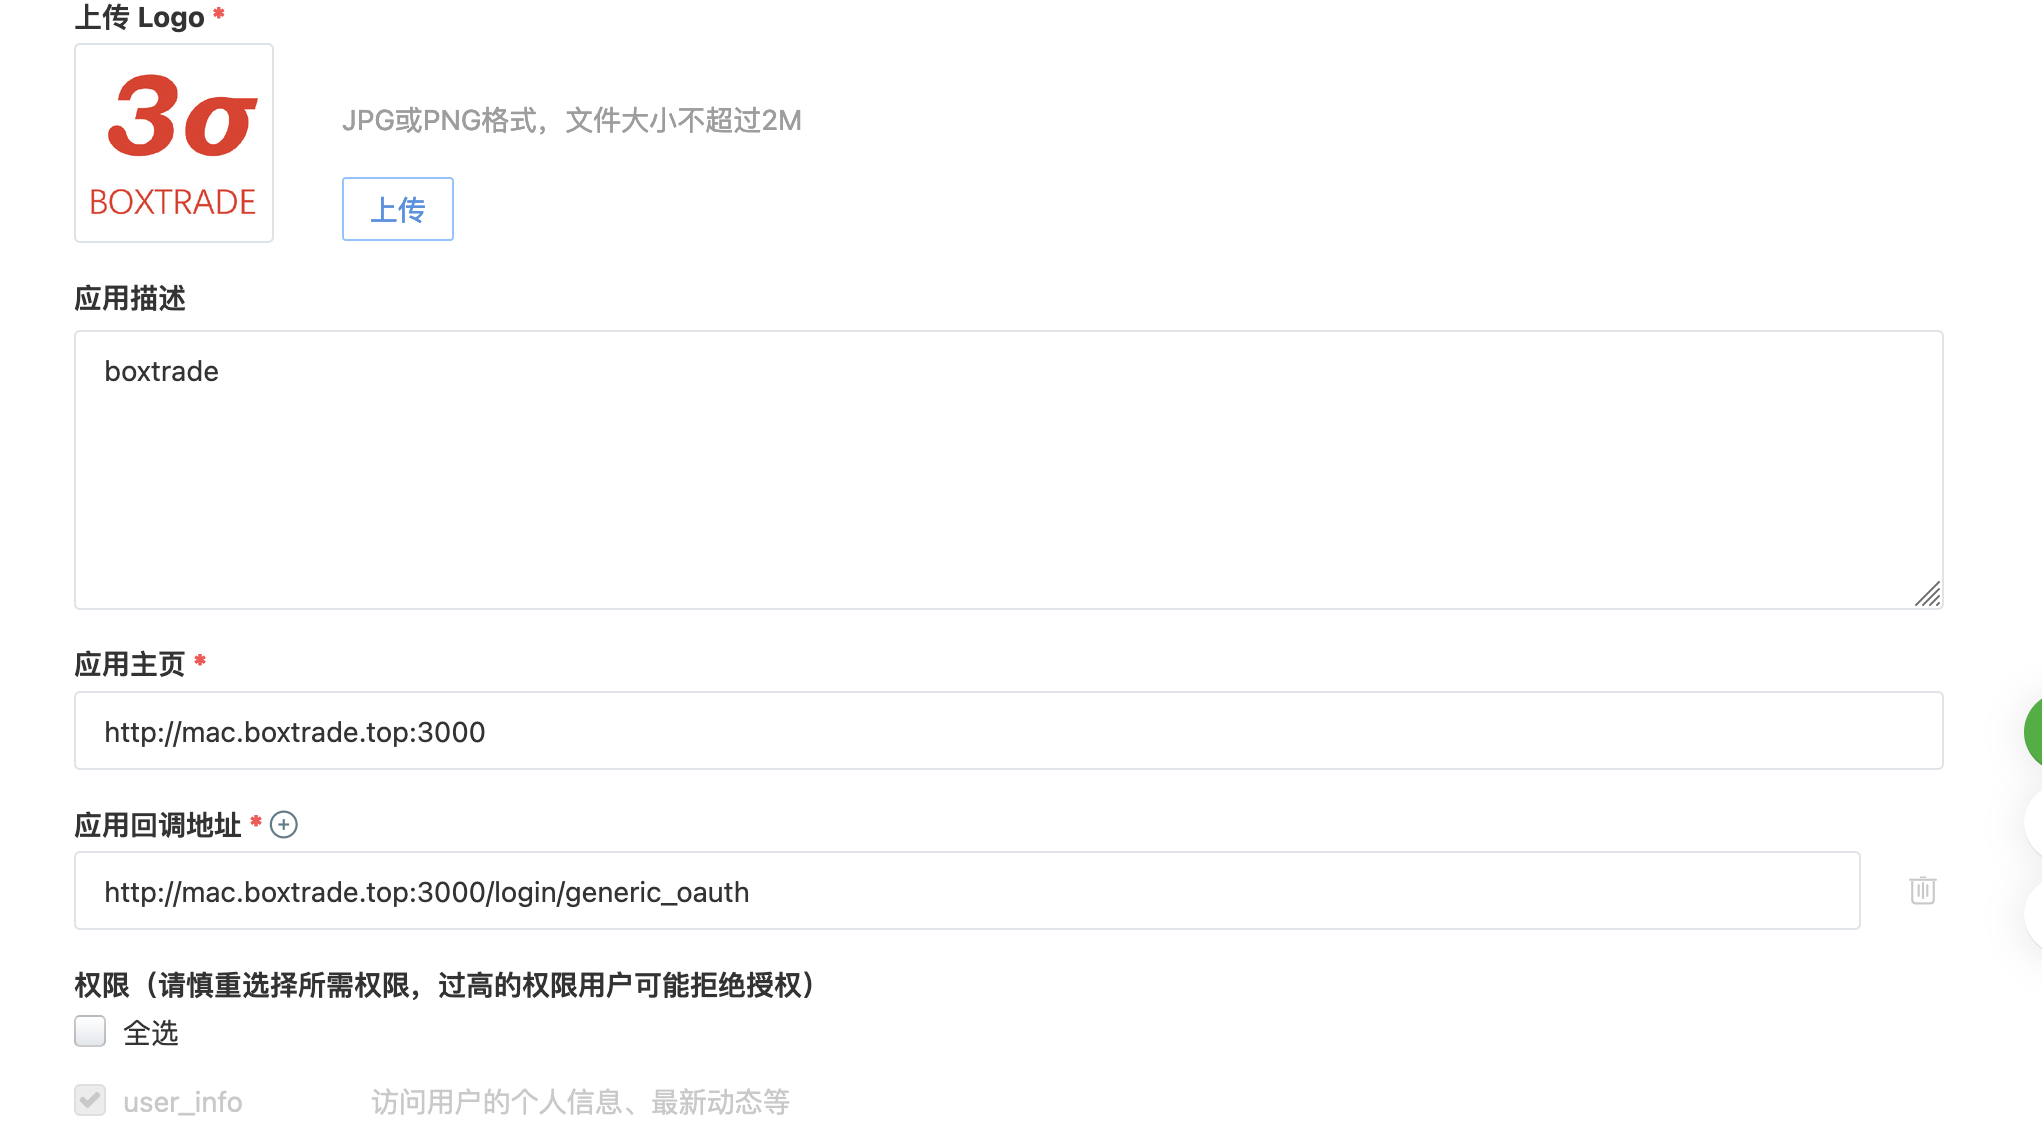 上传 Logo *
3σ
BOXTRADE
JPG或PNG格式，文件大小不超过2M
上传
应用描述
boxtrade
应用主页 *
http://mac.boxtrade.top:3000
应用回调地址 *
http://mac.boxtrade.top:3000/login/generic_oauth
权限（请慎重选择所需权限，过高的权限用户可能拒绝授权）
全选
user_info 访问用户的个人信息、最新动态等